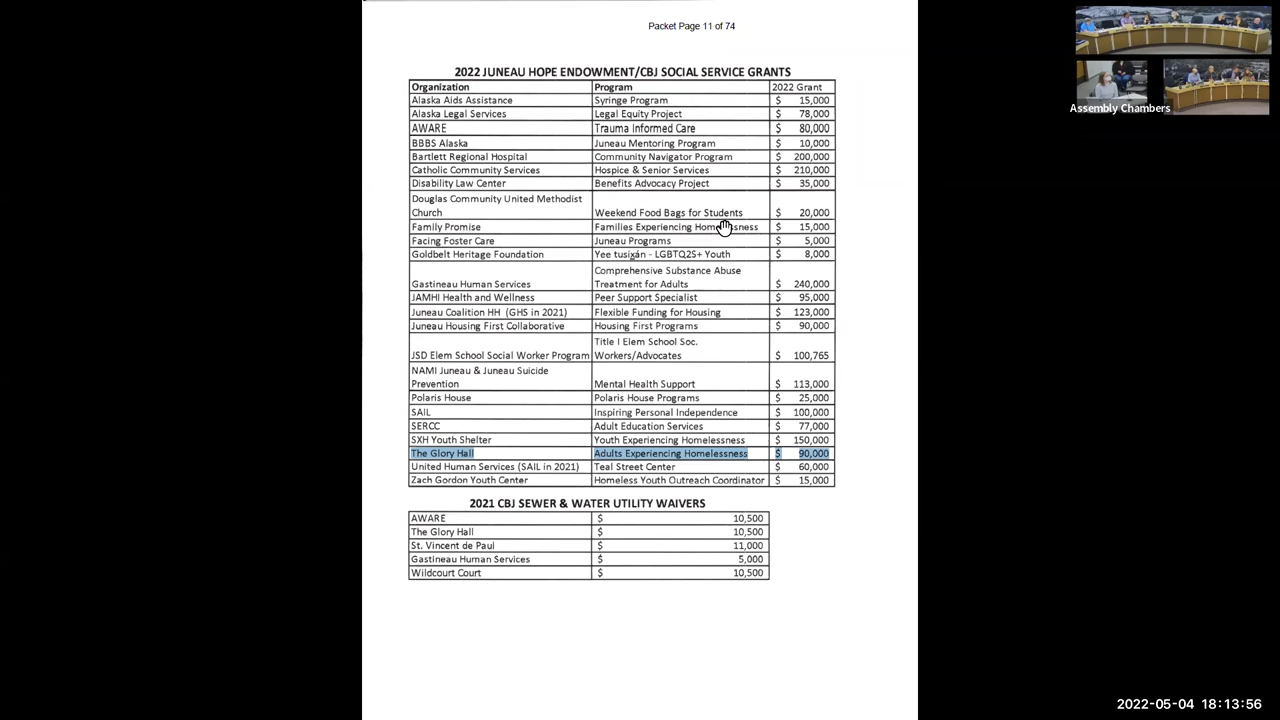 Packet Page 11 of 74
Assembly Chambers
2022 JUNEAU HOPE ENDOWMENT/CBJ SOCIAL SERVICE GRANTS
Organization Program 2022 Grant
Alaska Aids Assistance Syringe Program $ 15,000
Alaska Legal Services Legal Equity Project $ 78,000
AWARE Trauma Informed Care $ 80,000
BBBS Alaska Juneau Mentoring Program $ 10,000
Bartlett Regional Hospital Community Navigator Program $ 200,000
Catholic Community Services Hospice & Senior Services $ 210,000
Disability Law Center Benefits Advocacy Project $ 35,000
Douglas Community United Methodist
Church Weekend Food Bags for Students $ 20,000
Family Promise Families Experiencing Homelessness $ 15,000
Facing Foster Care Juneau Programs $ 5,000
Goldbelt Heritage Foundation Yee tusix̱án - LGBTQ2S+ Youth $ 8,000
Comprehensive Substance Abuse
Gastineau Human Services Treatment for Adults $ 240,000
JAMHI Health and Wellness Peer Support Specialist $ 95,000
Juneau Coalition HH (GHS in 2021) Flexible Funding for Housing $ 123,000
Juneau Housing First Collaborative Housing First Programs $ 90,000
Title I Elem School Soc.
JSD Elem School Social Worker Program Workers/Advocates $ 100,765
NAMI Juneau & Juneau Suicide
Prevention Mental Health Support $ 113,000
Polaris House Polaris House Programs $ 25,000
SAIL Inspiring Personal Independence $ 100,000
SERCC Adult Education Services $ 77,000
SXH Youth Shelter Youth Experiencing Homelessness $ 150,000
The Glory Hall Adults Experiencing Homelessness $ 90,000
United Human Services (SAIL in 2021) Teal Street Center $ 60,000
Zach Gordon Youth Center Homeless Youth Outreach Coordinator $ 15,000
2021 CBJ SEWER & WATER UTILITY WAIVERS
AWARE $ 10,500
The Glory Hall $ 10,500
St. Vincent de Paul $ 11,000
Gastineau Human Services $ 5,000
Wildcourt Court $ 10,500
2022-05-04 18:13:56